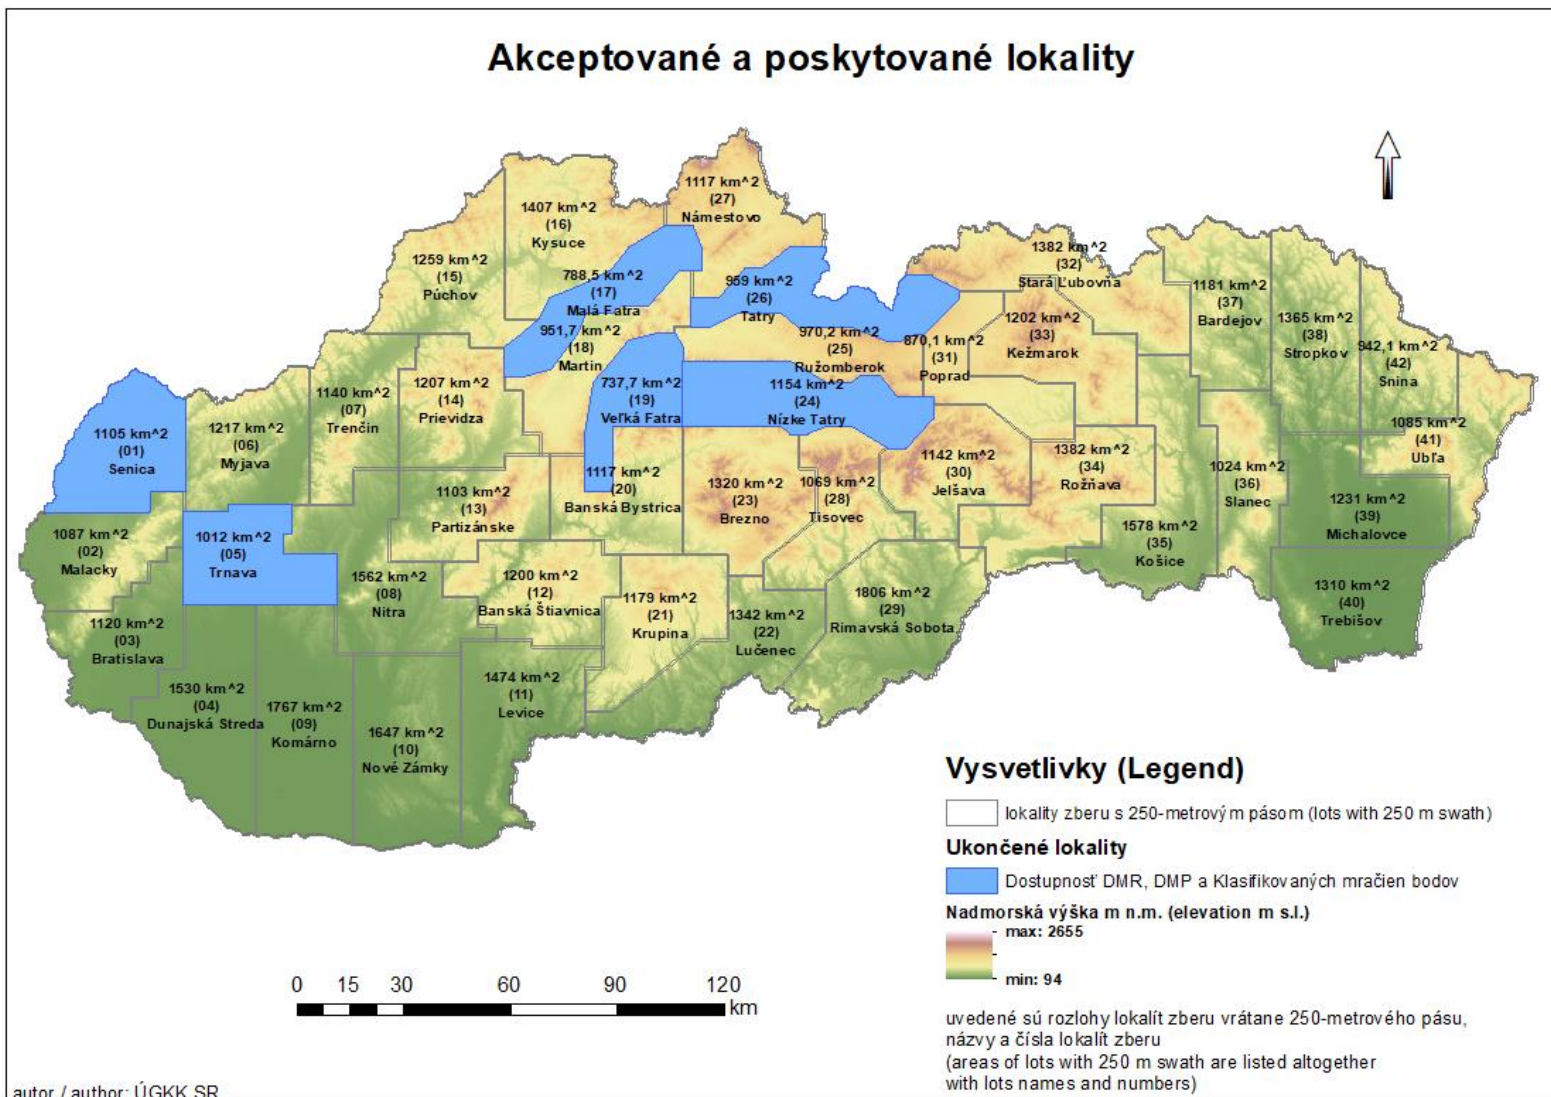 Akceptované a poskytované lokality
1117 km^2
(27)
Námestovo
1407 km^2
(16)
Kysuce
1259 km^2
(15)
Púchov
788,5 km^2
(17)
Malá Fatra
959 km^2
(26)
Tatry
1382 km^2
(32)
Stará Ľubovňa
1181 km^2
(37)
Bardejov
1202 km^2
(33)
Kežmarok
1365 km^2
(38)
Stropkov
951,7 km^2
(18)
Martin
970,2 km^2
(25)
Ružomberok
870,1 km^2
(31)
Poprad
942,1 km^2
(42)
Snina
1207 km^2
(14)
Prievidza
1140 km^2
(07)
Trenčín
737,7 km^2
(19)
Veľká Fatra
1154 km^2
(24)
Nízke Tatry
1105 km^2
(01)
Senica
1217 km^2
(06)
Myjava
1085 km^2
(41)
Ubľa
1142 km^2
(30)
Jelšava
1382 km^2
(34)
Rožňava
1024 km^2
(36)
Slanec
1103 km^2
(13)
Partizánske
1117 km^2
(20)
Banská Bystrica
1320 km^2
(23)
Brezno
1069 km^2
(28)
Tisovec
1231 km^2
(39)
Michalovce
1087 km^2
(02)
Malacky
1012 km^2
(05)
Trnava
1578 km^2
(35)
Košice
1562 km^2
(08)
Nitra
1200 km^2
(12)
Banská Štiavnica
1179 km^2
(21)
Krupina
1342 km^2
(22)
Lučenec
1806 km^2
(29)
Rimavská Sobota
1310 km^2
(40)
Trebišov
1120 km^2
(03)
Bratislava
1530 km^2
(04)
Dunajská Streda
1767 km^2
(09)
Komárno
1647 km^2
(10)
Nové Zámky
1474 km^2
(11)
Levice
Vysvetlivky (Legend)
lokality zberu s 250-metrovým pásom (lots with 250 m swath)
Ukončené lokality
Dostupnosť DMR, DMP a Klasifikovaných mračien bodov
Nadmorská výška m n.m. (elevation m s.l.)
max: 2655
min: 94
0 15 30 60 90 120
km
uvedené sú rozlohy lokalít zberu vrátane 250-metrového pásu,
názvy a čísla lokalít zberu
(areas of lots with 250 m swath are listed altogether
with lots names and numbers)
autor / author: ÚGKK SR